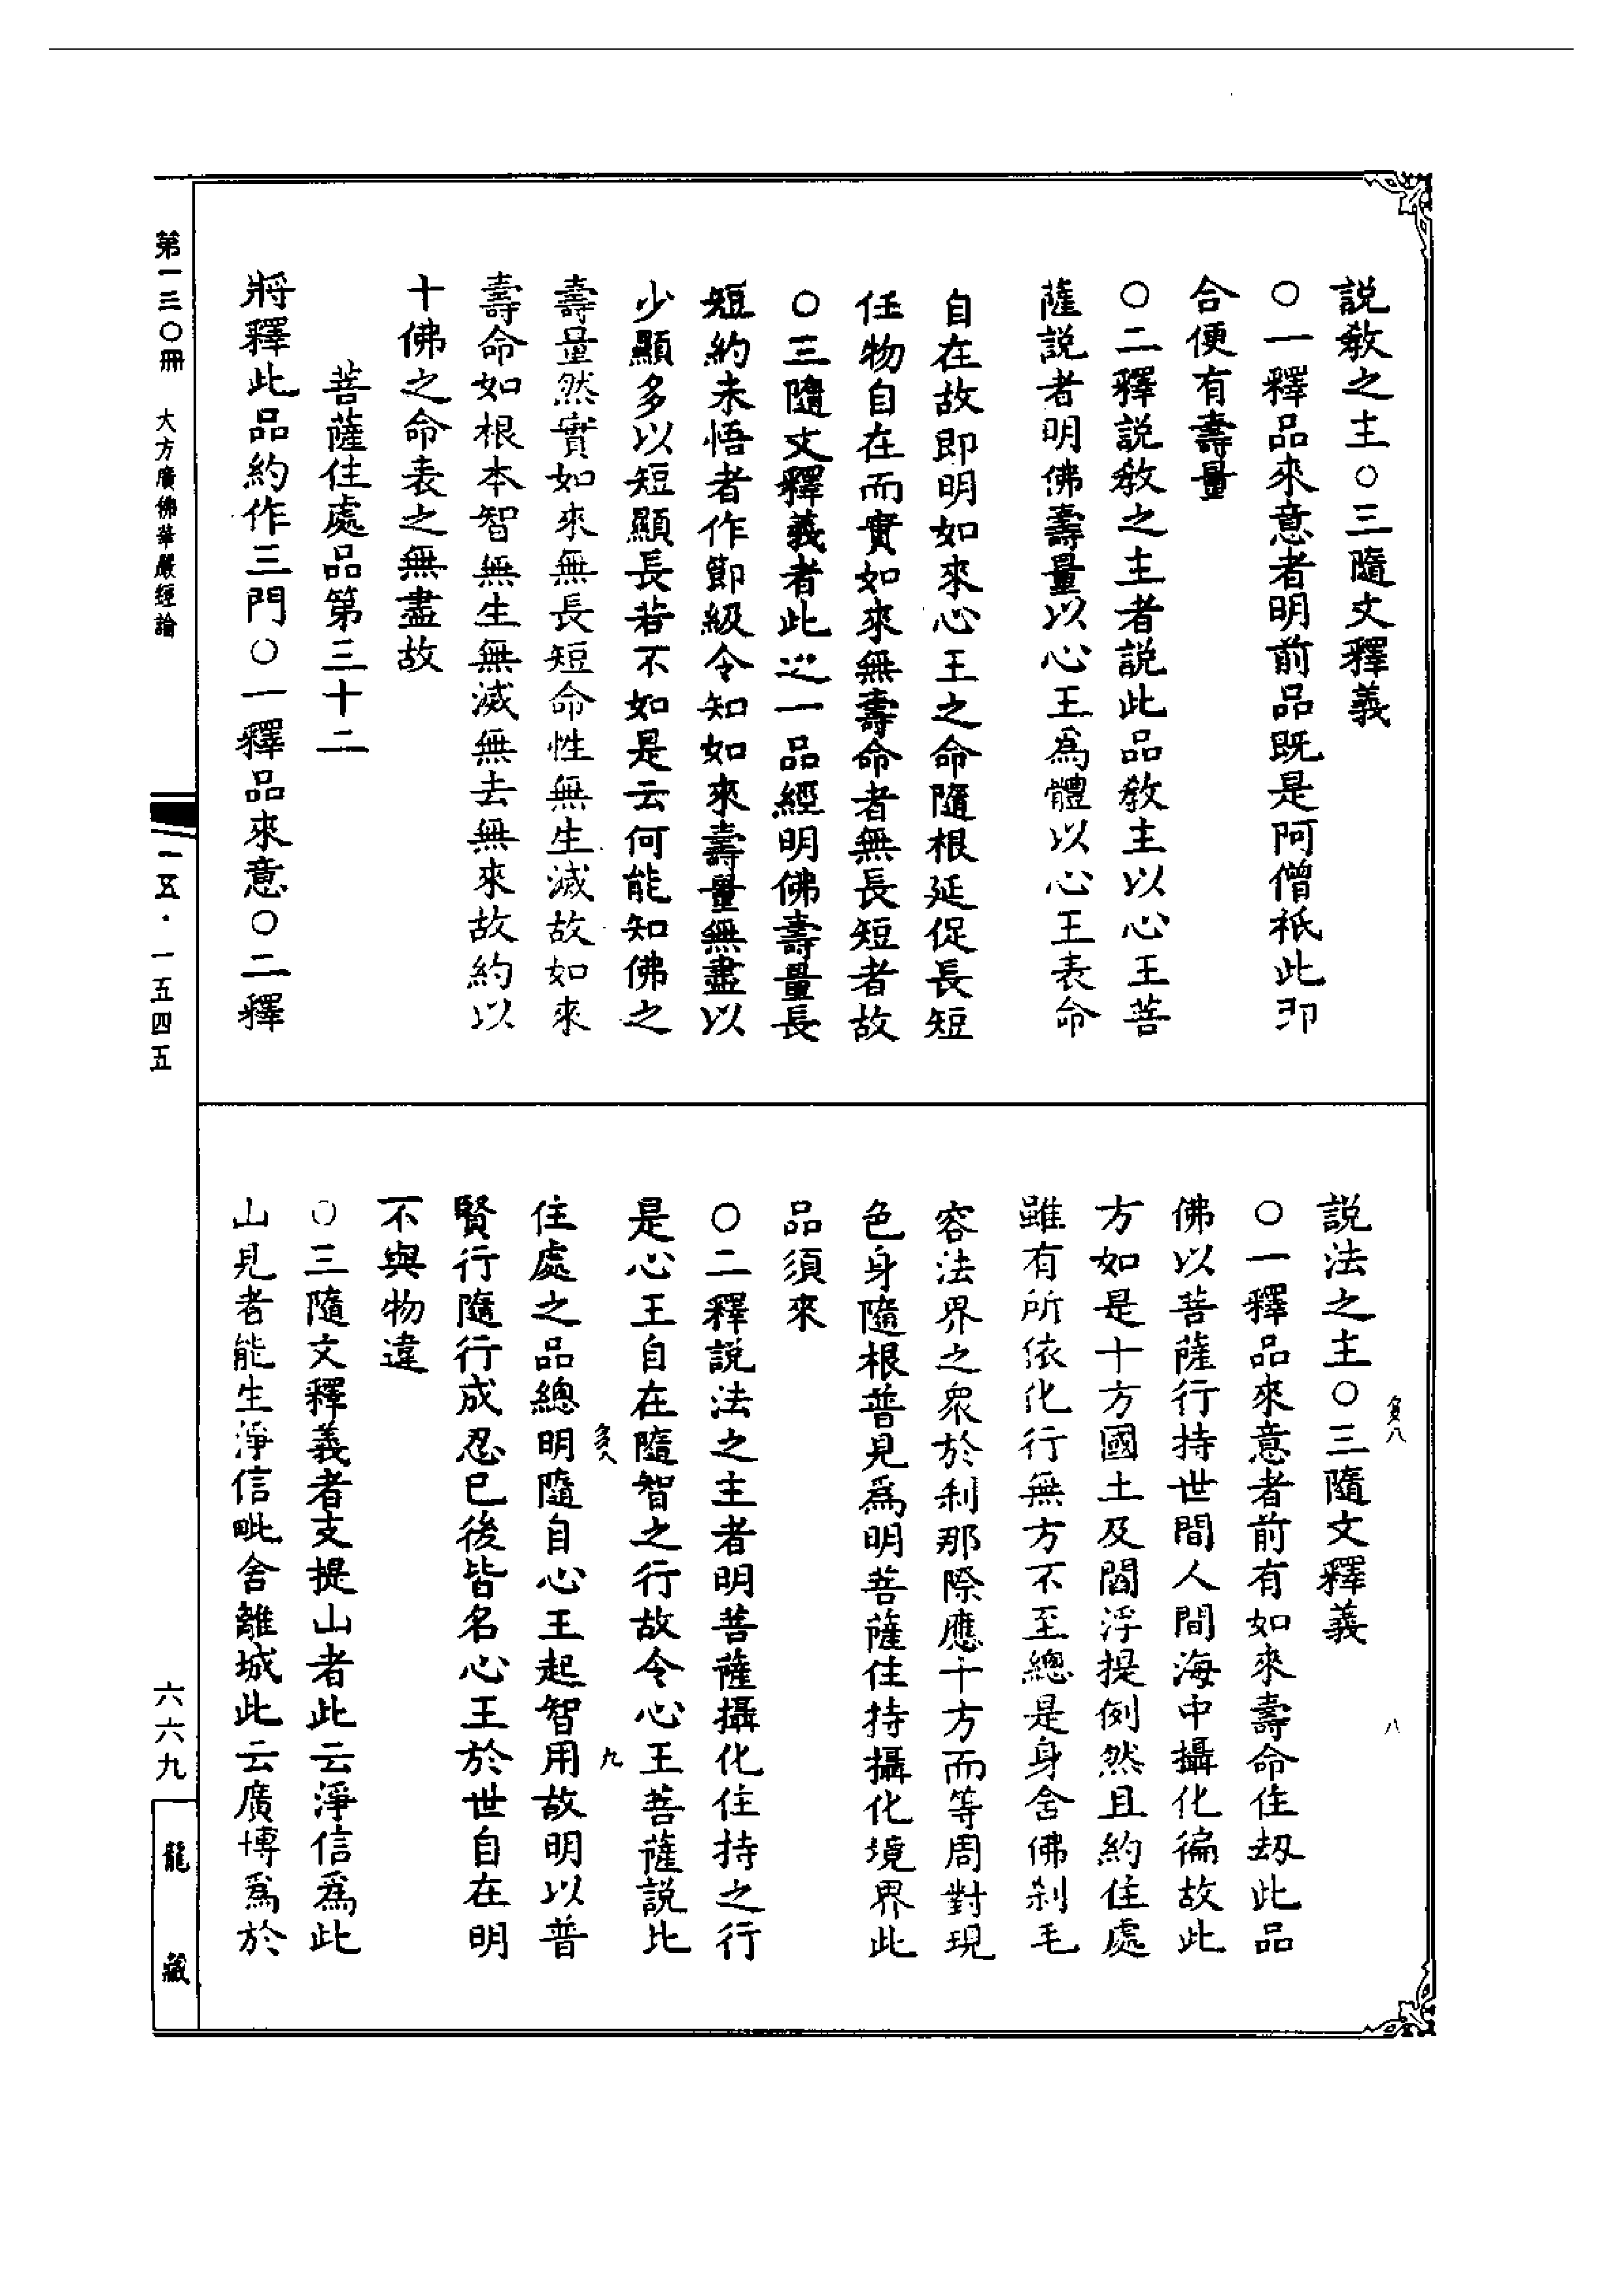 説敎之主○三隨文釋義
○一釋品來意者明前品既是阿僧祇此即
合便有壽量
○二釋説敎之主者説此品敎主以心王菩
薩説者明佛壽量以心王爲體以心王表命
自在故即明如來心王之命隨根延促長短
任物自在而實如來無壽命者無長短者故
○三隨文釋義者此之一品經明佛壽量長
短約未悟者作節級令知如來壽量無盡以
少顯多以短顯長若不如是云何能知佛之
壽量然實如來無長短命性無生滅故如來
壽命如根本智無生無滅無去無來故約以
十佛之命表之無盡故
菩薩住處品第三十二
將釋此品約作三門○一釋品來意○二釋
説法之主○三隨文釋義
○一釋品來意者前有如來壽命住刼此品
佛以菩薩行持世間人間海中攝化徧故此
方如是十方國土及閻浮提例然且約住處
雖有所依化行無方不至總是身舍佛刹毛
容法界之衆於刹那際應十方而等周對現
色身隨根普見爲明菩薩住持攝化境界此
品須來
○二釋説法之主者明菩薩攝化住持之行
是心王自在隨智之行故令心王菩薩説此
住處之品總明隨自心王起智用故明以普
賢行隨行成忍已後皆名心王於世自在明
不與物違
○三隨文釋義者支提山者此云淨信爲此
山見者能生淨信毗舍離城此云廣博爲於
八
九
第一三〇冊 大方廣佛華嚴經論
一五·一五四五
六六九
龍藏